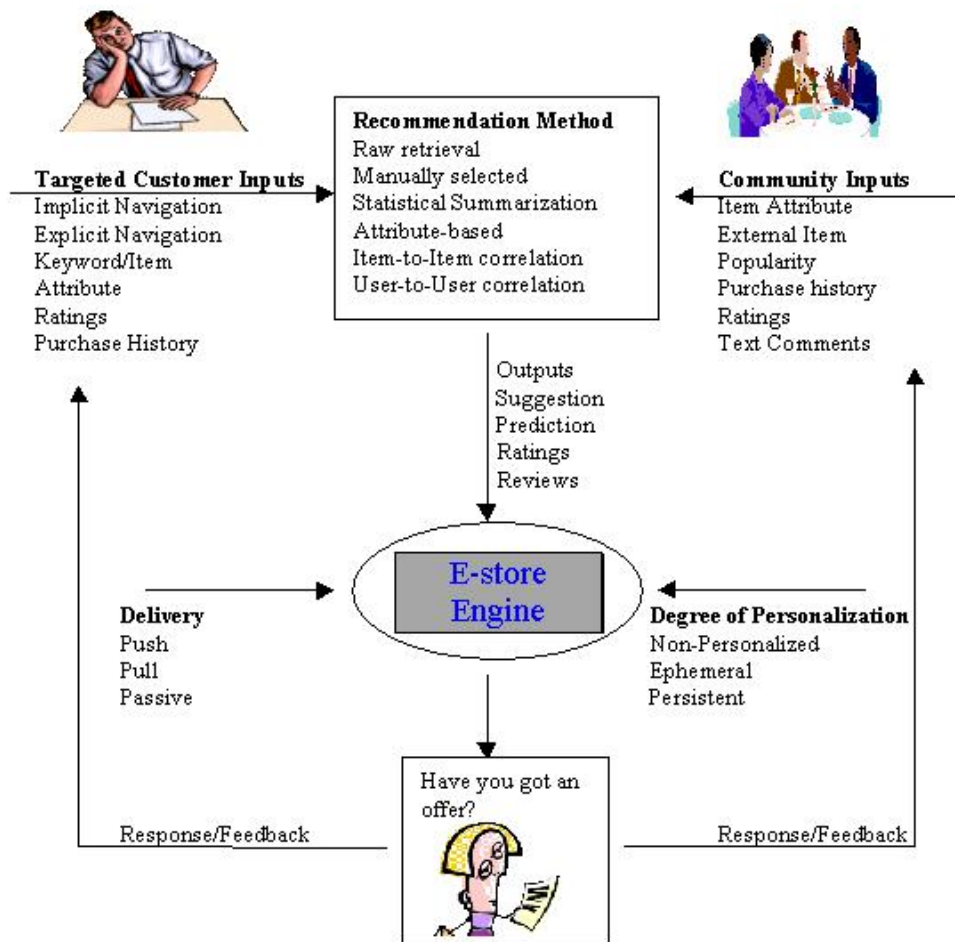 Recommendation Method
Raw retrieval
Manually selected
Statistical Summarization
Attribute-based
Item-to-Item correlation
User-to-User correlation
Targeted Customer Inputs
Implicit Navigation
Explicit Navigation
Keyword/Item
Attribute
Ratings
Purchase History
Community Inputs
Item Attribute
External Item
Popularity
Purchase history
Ratings
Text Comments
Outputs
Suggestion
Prediction
Ratings
Reviews
E-store
Engine
Delivery
Push
Pull
Passive
Degree of Personalization
Non-Personalized
Ephemeral
Persistent
Have you got an
offer?
Response/Feedback
Response/Feedback